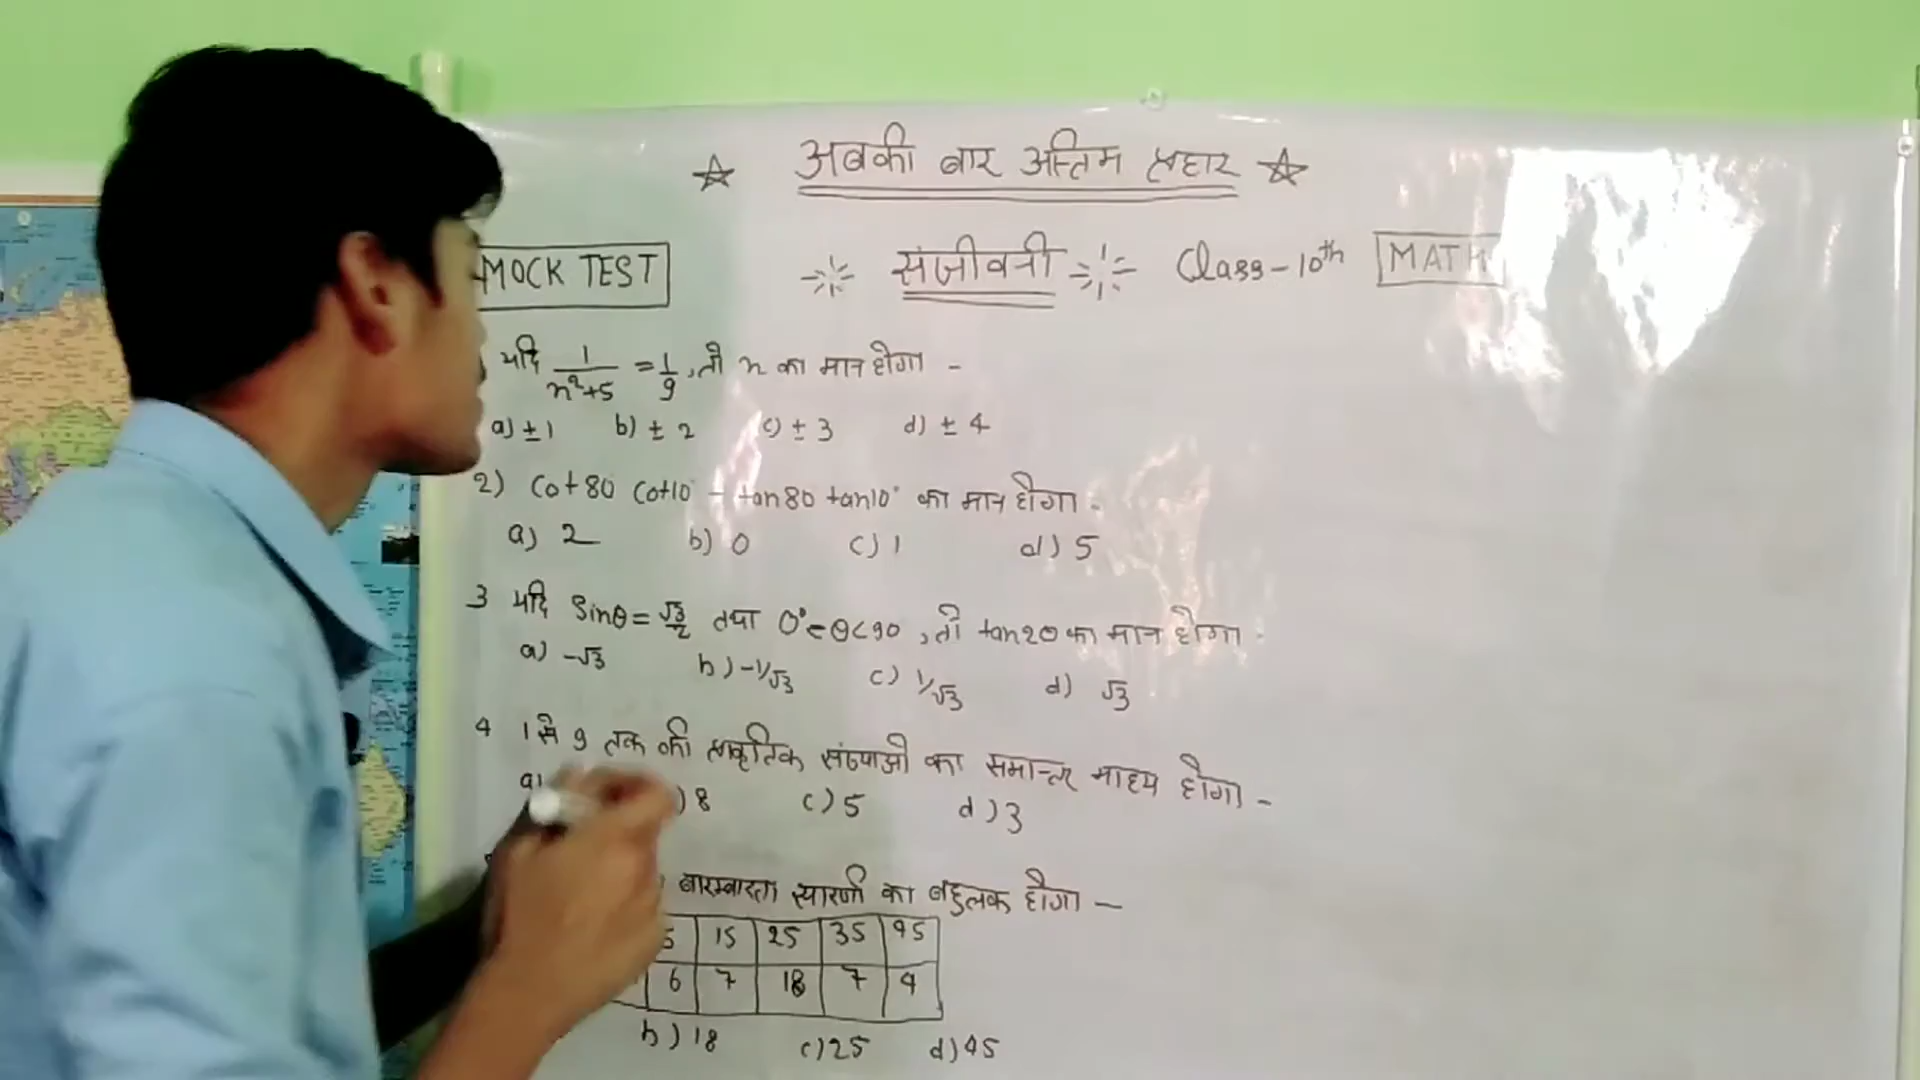 ☆ अबकी बार अन्तिम प्रहार ☆
MOCK TEST संजीवनी Class-10th MATH
यदि 1/(x²+5) = 1/9, तो x का मान होगा -
a) ±1 b) ±2 c) ±3 d) ±4
2) Cot80 Cot10° - tan80 tan10° का मान होगा -
a) 2 b) 0 c) 1 d) 5
3 यदि Sinθ = √3/2 तथा 0° < θ < 90, तो tan2θ का मान होगा -
a) -√3 b) -1/√3 c) 1/√3 d) √3
4 1 से 9 तक की प्राकृतिक संख्याओं का समान्तर माध्य होगा -
a) ) 8 c) 5 d) 3
बारम्बारता सारणी का बहुलक होगा -
5 15 25 35 45
6 7 18 7 4
b) 18 c) 25 d) 45